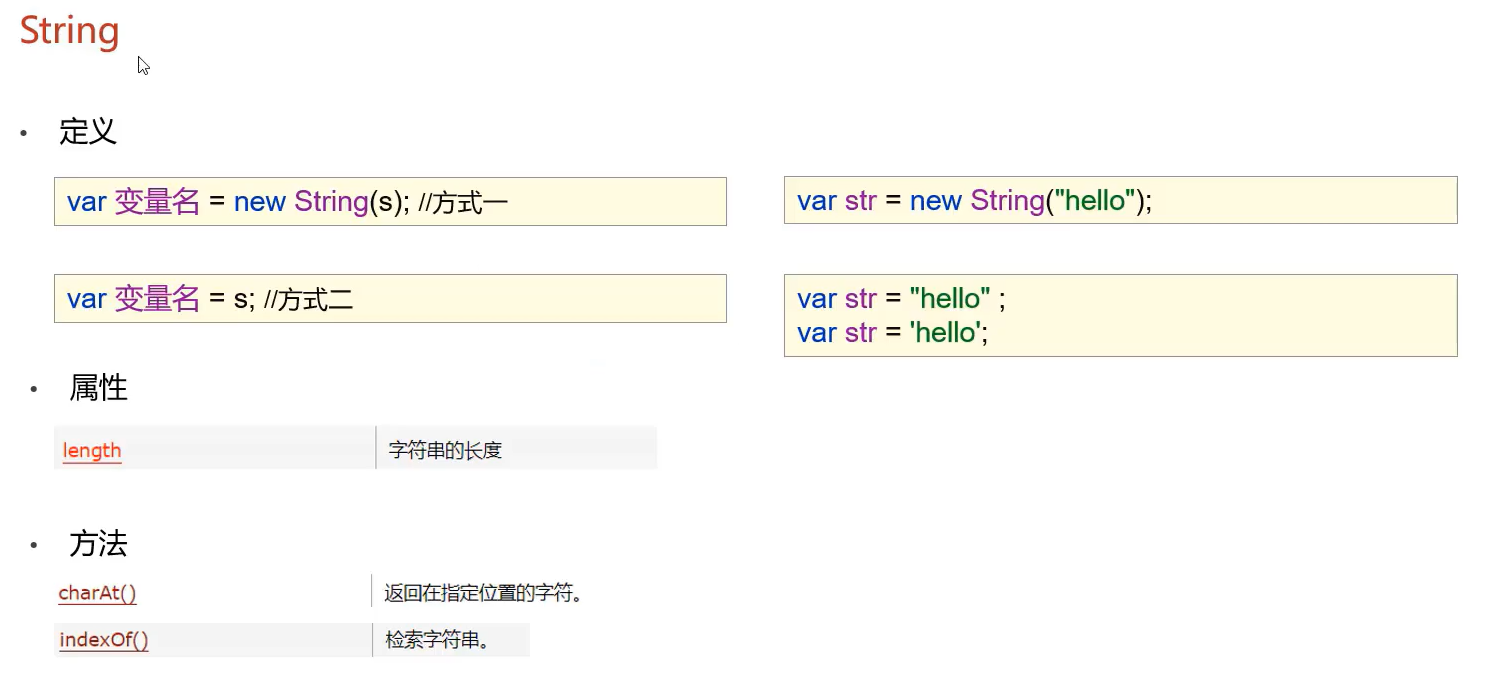 String
• 定义
var 变量名 = new String(s); //方式一
var str = new String("hello");
var 变量名 = s; //方式二
var str = "hello" ;
var str = 'hello';
• 属性
length 字符串的长度
• 方法
charAt() 返回在指定位置的字符。
indexOf() 检索字符串。